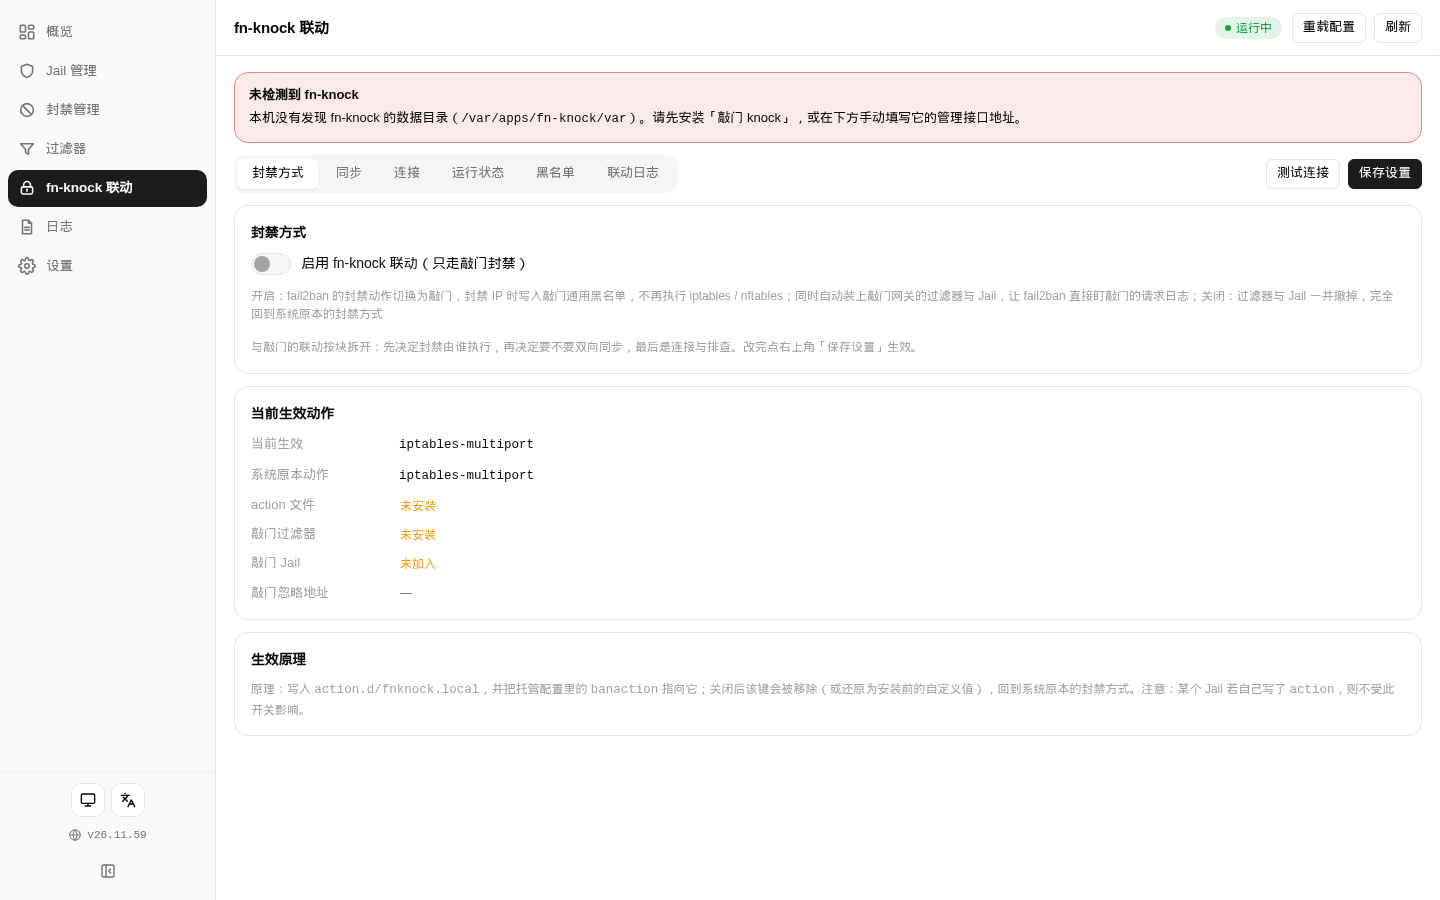 概览
Jail 管理
封禁管理
过滤器
fn-knock 联动
日志
设置
v26.11.59
fn-knock 联动
运行中
重载配置
刷新
未检测到 fn-knock
本机没有发现 fn-knock 的数据目录（/var/apps/fn-knock/var）。请先安装「敲门 knock」，或在下方手动填写它的管理接口地址。
封禁方式
同步
连接
运行状态
黑名单
联动日志
测试连接
保存设置
封禁方式
启用 fn-knock 联动（只走敲门封禁）
开启：fail2ban 的封禁动作切换为敲门，封禁 IP 时写入敲门通用黑名单，不再执行 iptables / nftables；同时自动装上敲门网关的过滤器与 Jail，让 fail2ban 直接盯敲门的请求日志；关闭：过滤器与 Jail 一并撤掉，完全
回到系统原本的封禁方式
与敲门的联动按块拆开：先决定封禁由谁执行，再决定要不要双向同步，最后是连接与排查。改完点右上角「保存设置」生效。
当前生效动作
当前生效
iptables-multiport
系统原本动作
iptables-multiport
action 文件
未安装
敲门过滤器
未安装
敲门 Jail
未加入
敲门忽略地址
—
生效原理
原理：写入 action.d/fnknock.local，并把托管配置里的 banaction 指向它；关闭后该键会被移除（或还原为安装前的自定义值），回到系统原本的封禁方式。注意：某个 Jail 若自己写了 action，则不受此
开关影响。